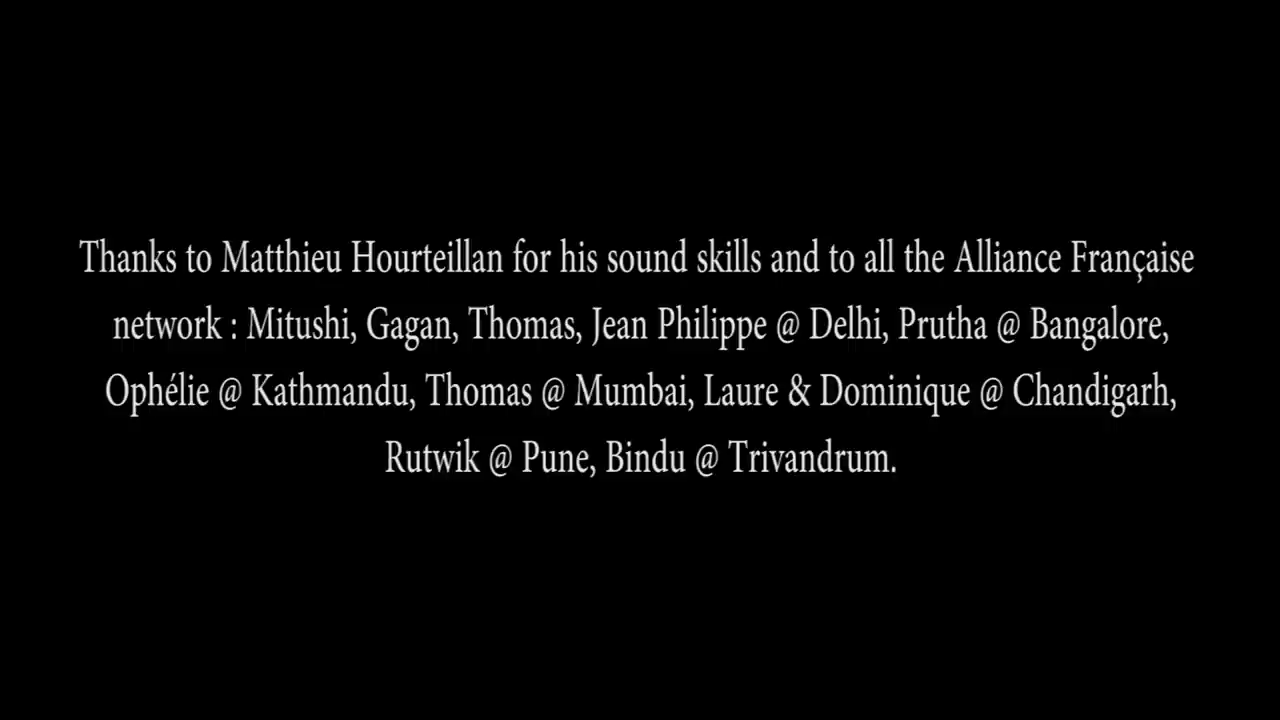 Thanks to Matthieu Hourteillan for his sound skills and to all the Alliance Française
network : Mitushi, Gagan, Thomas, Jean Philippe @ Delhi, Prutha @ Bangalore,
Ophélie @ Kathmandu, Thomas @ Mumbai, Laure & Dominique @ Chandigarh,
Rutwik @ Pune, Bindu @ Trivandrum.